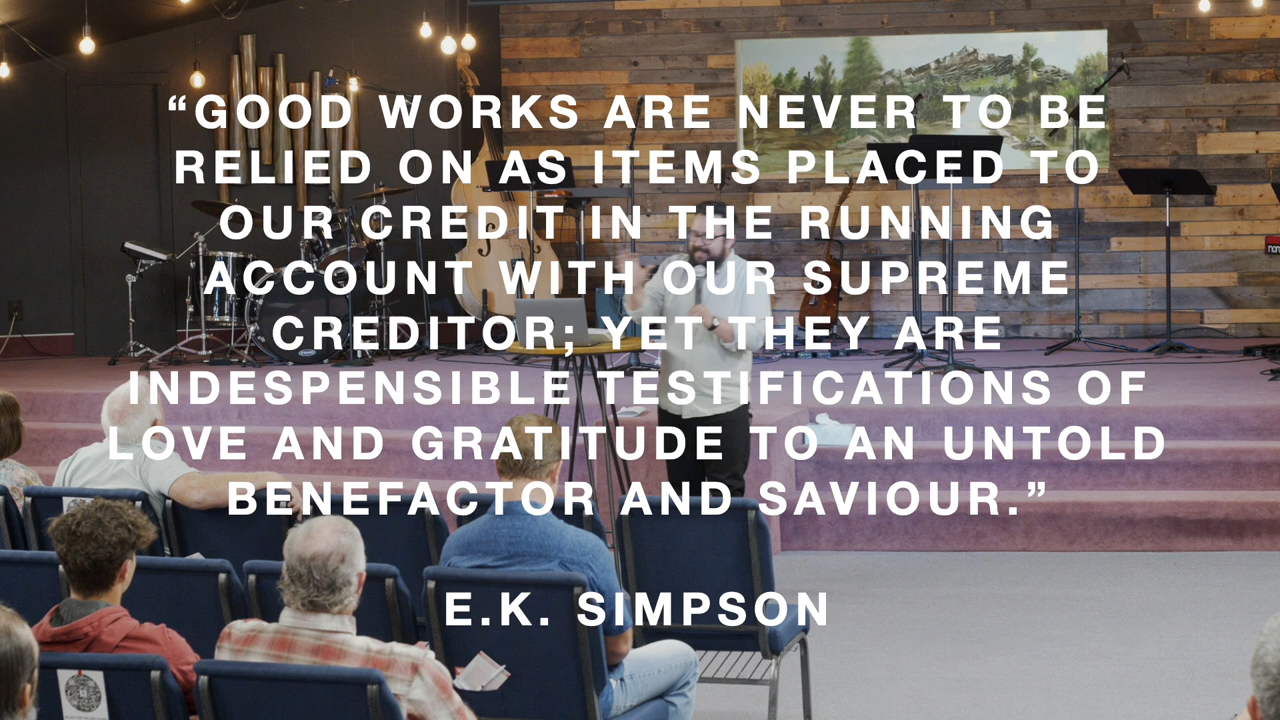 “GOOD WORKS ARE NEVER TO BE
RELIED ON AS ITEMS PLACED TO
OUR CREDIT IN THE RUNNING
ACCOUNT WITH OUR SUPREME
CREDITOR; YET THEY ARE
INDESPENSIBLE TESTIFICATIONS OF
LOVE AND GRATITUDE TO AN UNTOLD
BENEFACTOR AND SAVIOUR.”
E.K. SIMPSON